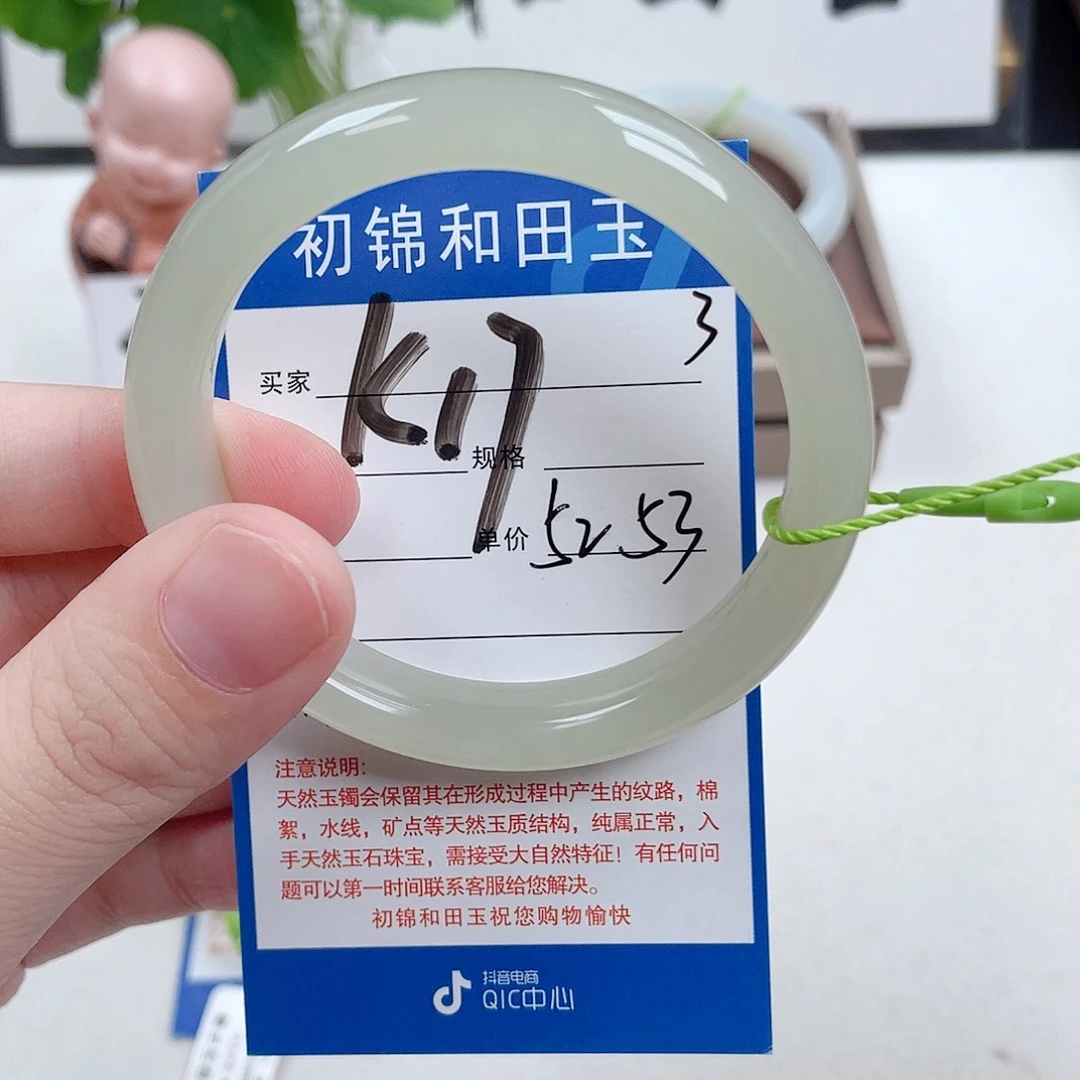 初锦和田玉
3
买家 K17
规格
单价 52 53
注意说明：
天然玉镯会保留其在形成过程中产生的纹路，棉
絮，水线，矿点等天然玉质结构，纯属正常，入
手天然玉石珠宝，需接受大自然特征！有任何问
题可以第一时间联系客服给您解决。
初锦和田玉祝您购物愉快
抖音电商
QIC中心